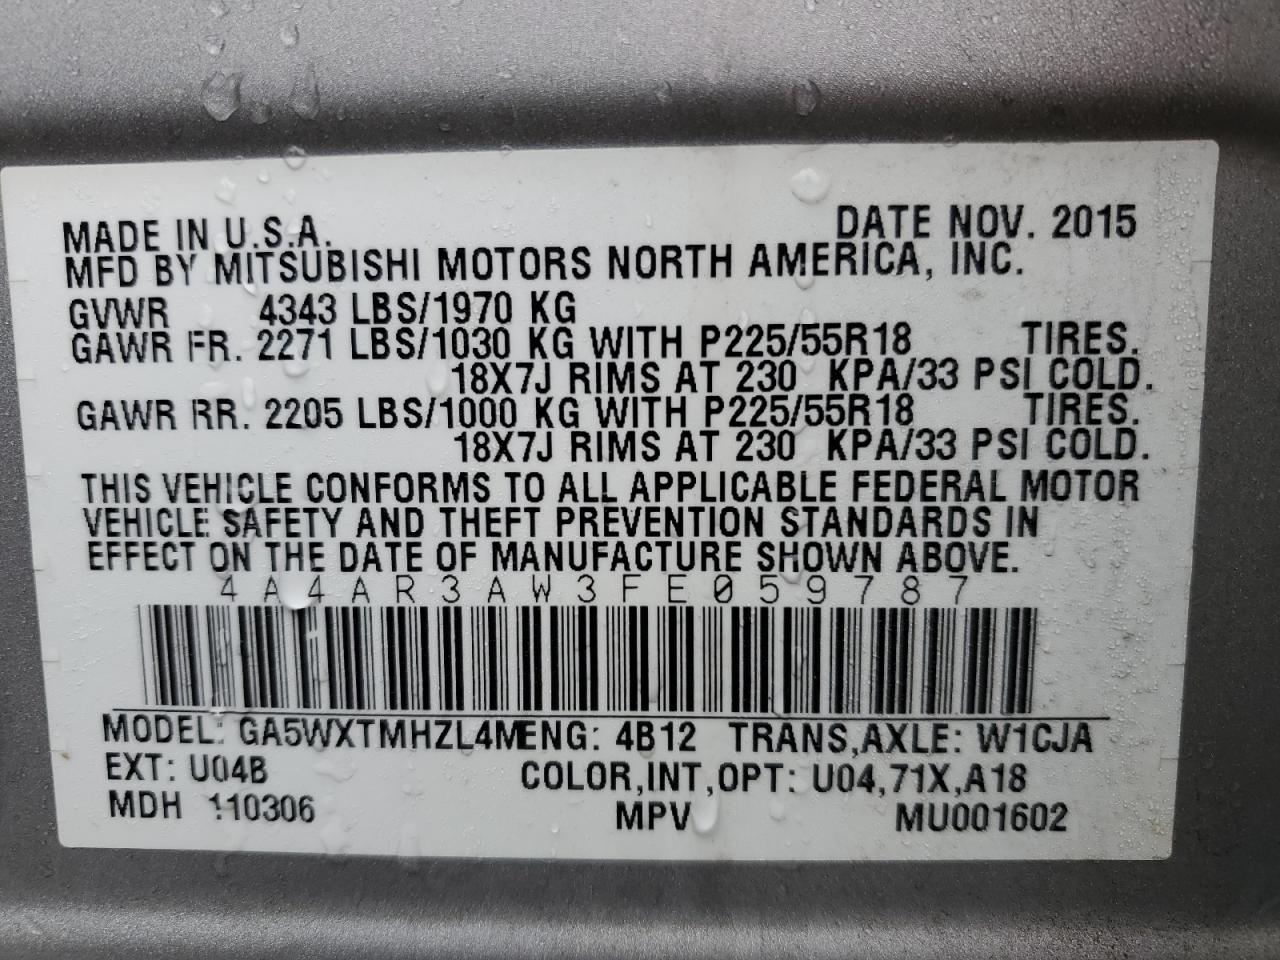 MADE IN U.S.A. DATE NOV. 2015
MFD BY MITSUBISHI MOTORS NORTH AMERICA, INC.
GVWR 4343 LBS/1970 KG
GAWR FR. 2271 LBS/1030 KG WITH P225/55R18 TIRES.
18X7J RIMS AT 230 KPA/33 PSI COLD.
GAWR RR. 2205 LBS/1000 KG WITH P225/55R18 TIRES.
18X7J RIMS AT 230 KPA/33 PSI COLD.
THIS VEHICLE CONFORMS TO ALL APPLICABLE FEDERAL MOTOR
VEHICLE SAFETY AND THEFT PREVENTION STANDARDS IN
EFFECT ON THE DATE OF MANUFACTURE SHOWN ABOVE.
4A4AR3AW3FE059787
MODEL: GA5WXTMHZL4M ENG: 4B12 TRANS,AXLE: W1CJA
EXT: U04B COLOR,INT,OPT: U04,71X,A18
MDH 110306 MPV MU001602